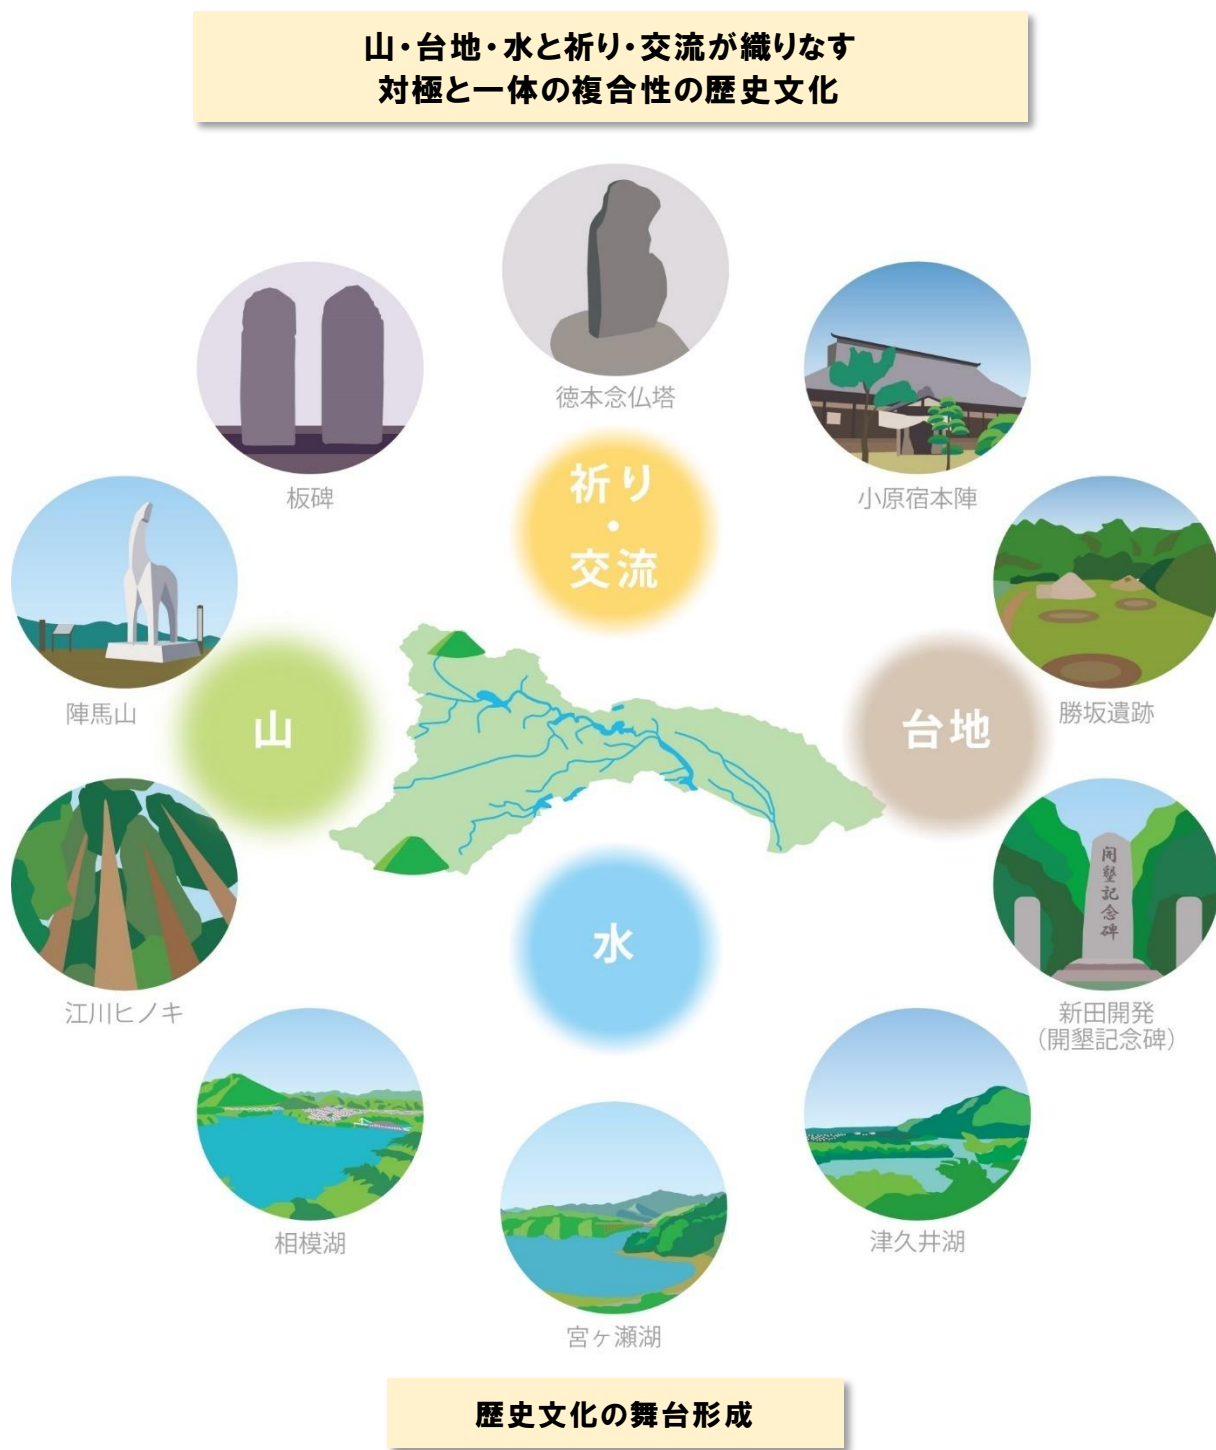 山・台地・水と祈り・交流が織りなす
対極と一体の複合性の歴史文化
徳本念仏塔
板碑
小原宿本陣
祈り
・
交流
陣馬山
山
台地
勝坂遺跡
開墾記念碑
水
江川ヒノキ
新田開発
（開墾記念碑）
相模湖
津久井湖
宮ヶ瀬湖
歴史文化の舞台形成